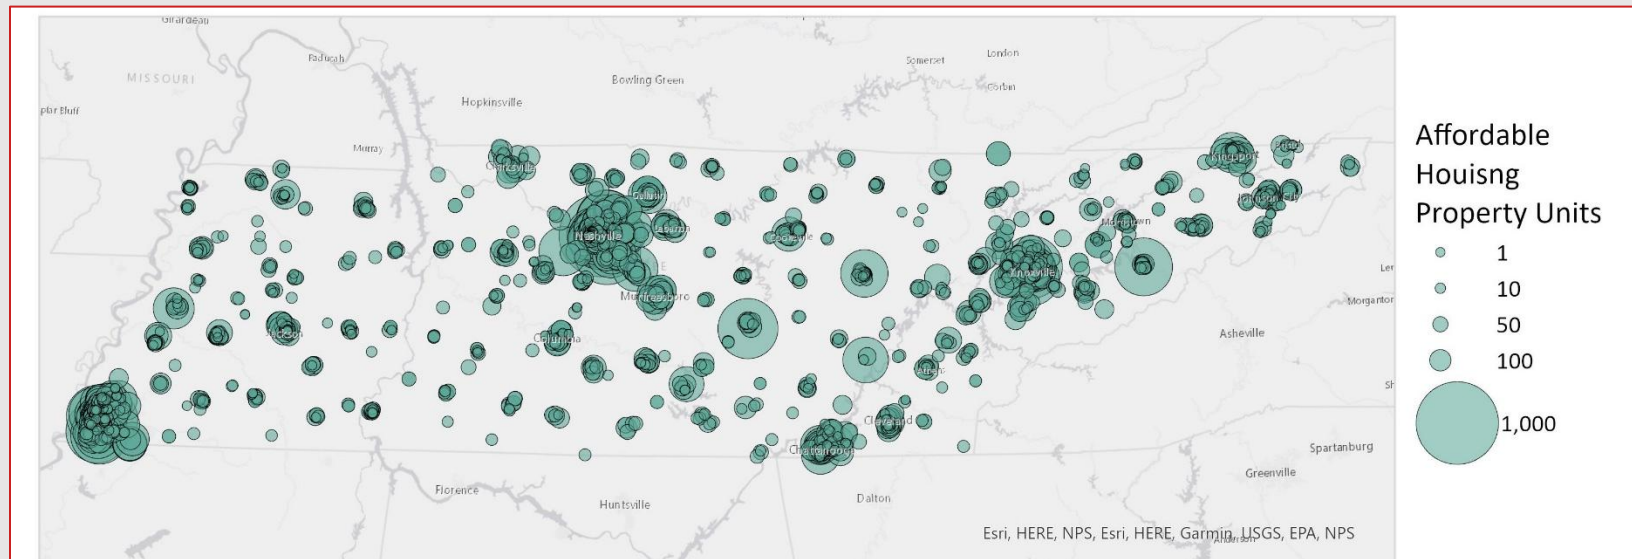 Girardeau
MISSOURI
Paducah
plar Bluff
Hopkinsville
Bowling Green
Somerset
London
Corbin
Murray
Clarksville
Kingsport
Johnson City
Gallatin
Nashville
Lebanon
Cookeville
Morristown
Knoxville
Murfreesboro
Columbia
Jackson
Athens
Cleveland
Chattanooga
Asheville
Morganton
Florence
Huntsville
Dalton
Spartanburg
Greenville
Anderson
Esri, HERE, NPS, Esri, HERE, Garmin, USGS, EPA, NPS
Affordable
Houisng
Property Units
1
10
50
100
1,000